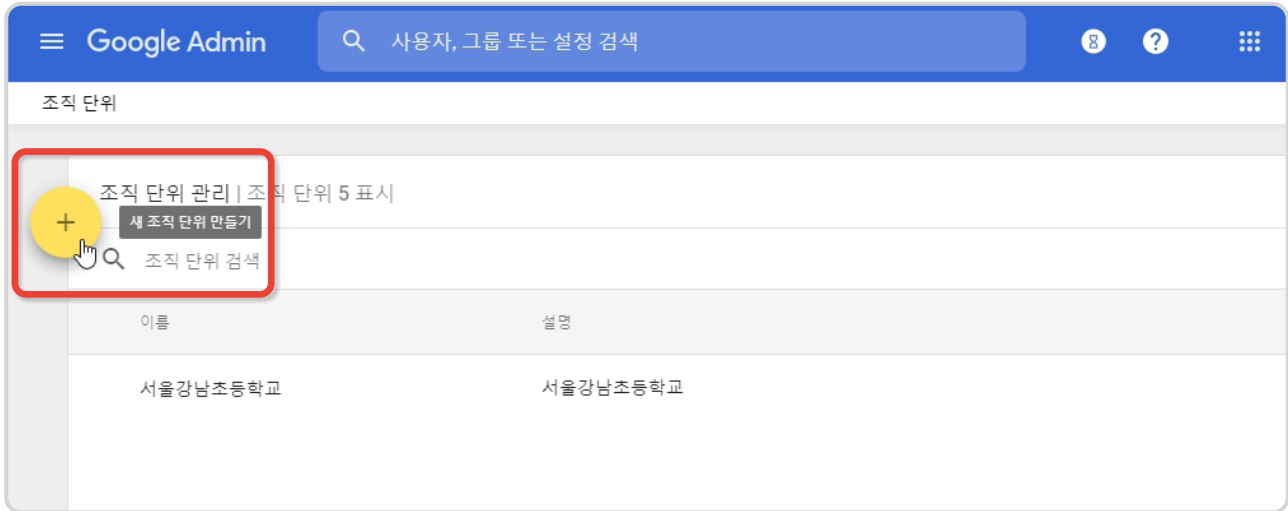 Google Admin
사용자, 그룹 또는 설정 검색
조직 단위
조직 단위 관리 | 조직 단위 5 표시
새 조직 단위 만들기
조직 단위 검색
이름 설명
서울강남초등학교 서울강남초등학교